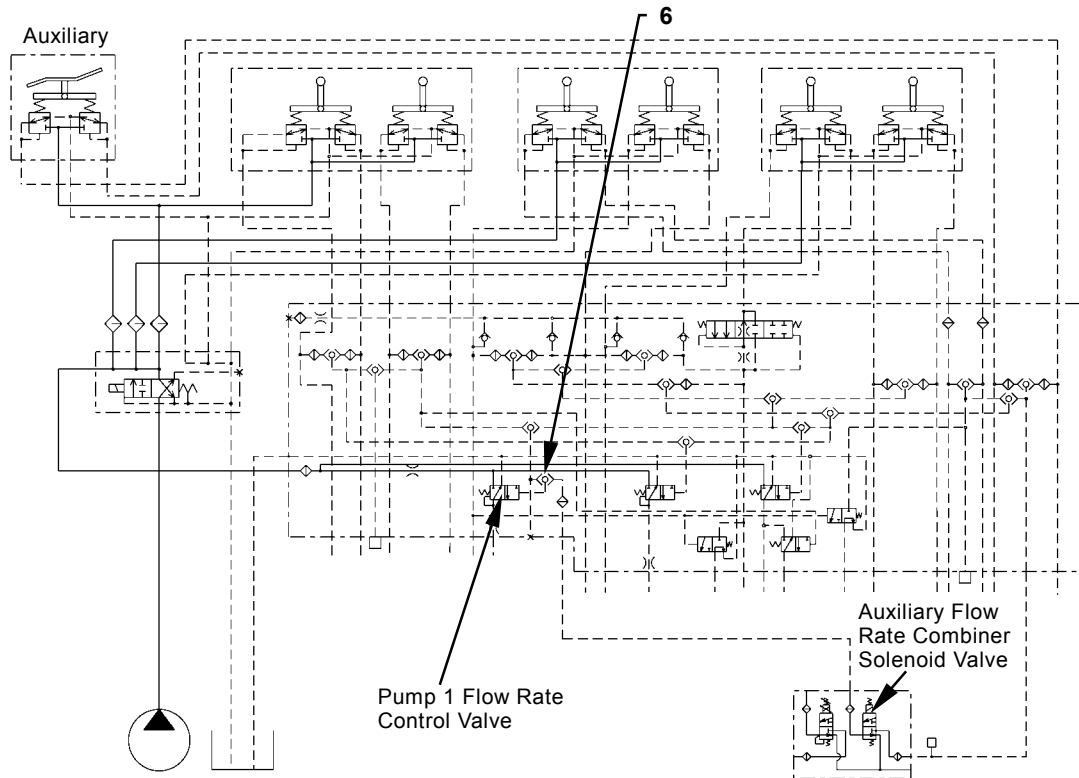 6
Auxiliary
Auxiliary Flow
Rate Combiner
Solenoid Valve
Pump 1 Flow Rate
Control Valve